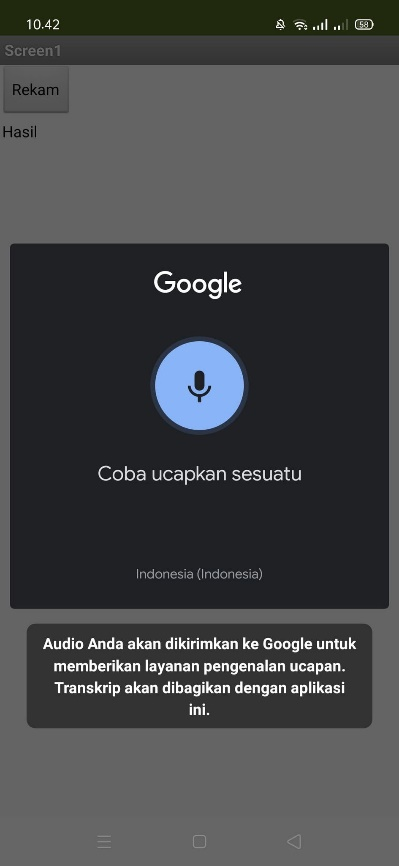 10.42
58
Screen1
Rekam
Hasil
Google
Coba ucapkan sesuatu
Indonesia (Indonesia)
Audio Anda akan dikirimkan ke Google untuk
memberikan layanan pengenalan ucapan.
Transkrip akan dibagikan dengan aplikasi
ini.